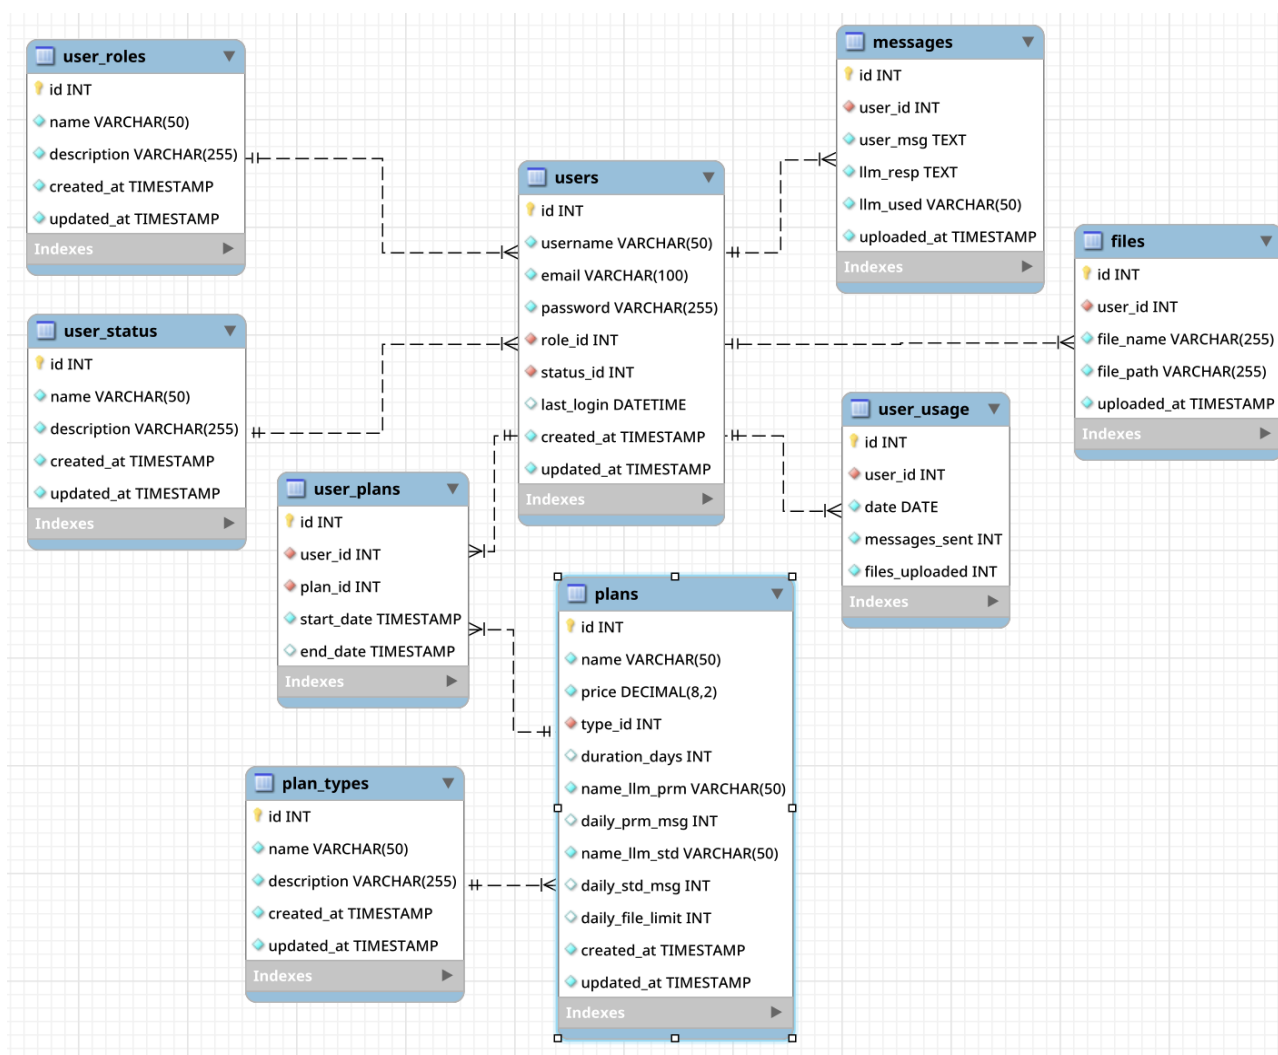 user_roles
id INT
name VARCHAR(50)
description VARCHAR(255)
created_at TIMESTAMP
updated_at TIMESTAMP
Indexes
user_status
id INT
name VARCHAR(50)
description VARCHAR(255)
created_at TIMESTAMP
updated_at TIMESTAMP
Indexes
users
id INT
username VARCHAR(50)
email VARCHAR(100)
password VARCHAR(255)
role_id INT
status_id INT
last_login DATETIME
created_at TIMESTAMP
updated_at TIMESTAMP
Indexes
messages
id INT
user_id INT
user_msg TEXT
llm_resp TEXT
llm_used VARCHAR(50)
uploaded_at TIMESTAMP
Indexes
files
id INT
user_id INT
file_name VARCHAR(255)
file_path VARCHAR(255)
uploaded_at TIMESTAMP
Indexes
user_usage
id INT
user_id INT
date DATE
messages_sent INT
files_uploaded INT
Indexes
user_plans
id INT
user_id INT
plan_id INT
start_date TIMESTAMP
end_date TIMESTAMP
Indexes
plans
id INT
name VARCHAR(50)
price DECIMAL(8,2)
type_id INT
duration_days INT
name_llm_prm VARCHAR(50)
daily_prm_msg INT
name_llm_std VARCHAR(50)
daily_std_msg INT
daily_file_limit INT
created_at TIMESTAMP
updated_at TIMESTAMP
Indexes
plan_types
id INT
name VARCHAR(50)
description VARCHAR(255)
created_at TIMESTAMP
updated_at TIMESTAMP
Indexes